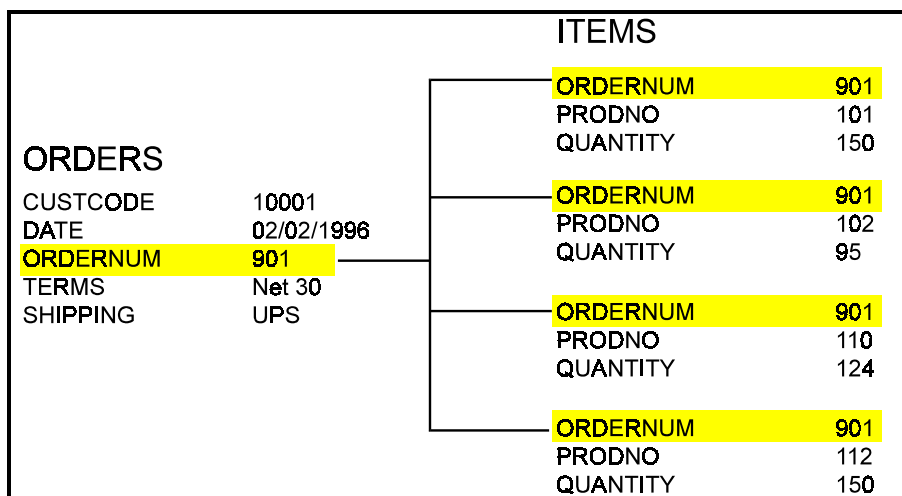 ORDERS
CUSTCODE 10001
DATE 02/02/1996
ORDERNUM 901
TERMS Net 30
SHIPPING UPS
ITEMS
ORDERNUM 901
PRODNO 101
QUANTITY 150
ORDERNUM 901
PRODNO 102
QUANTITY 95
ORDERNUM 901
PRODNO 110
QUANTITY 124
ORDERNUM 901
PRODNO 112
QUANTITY 150